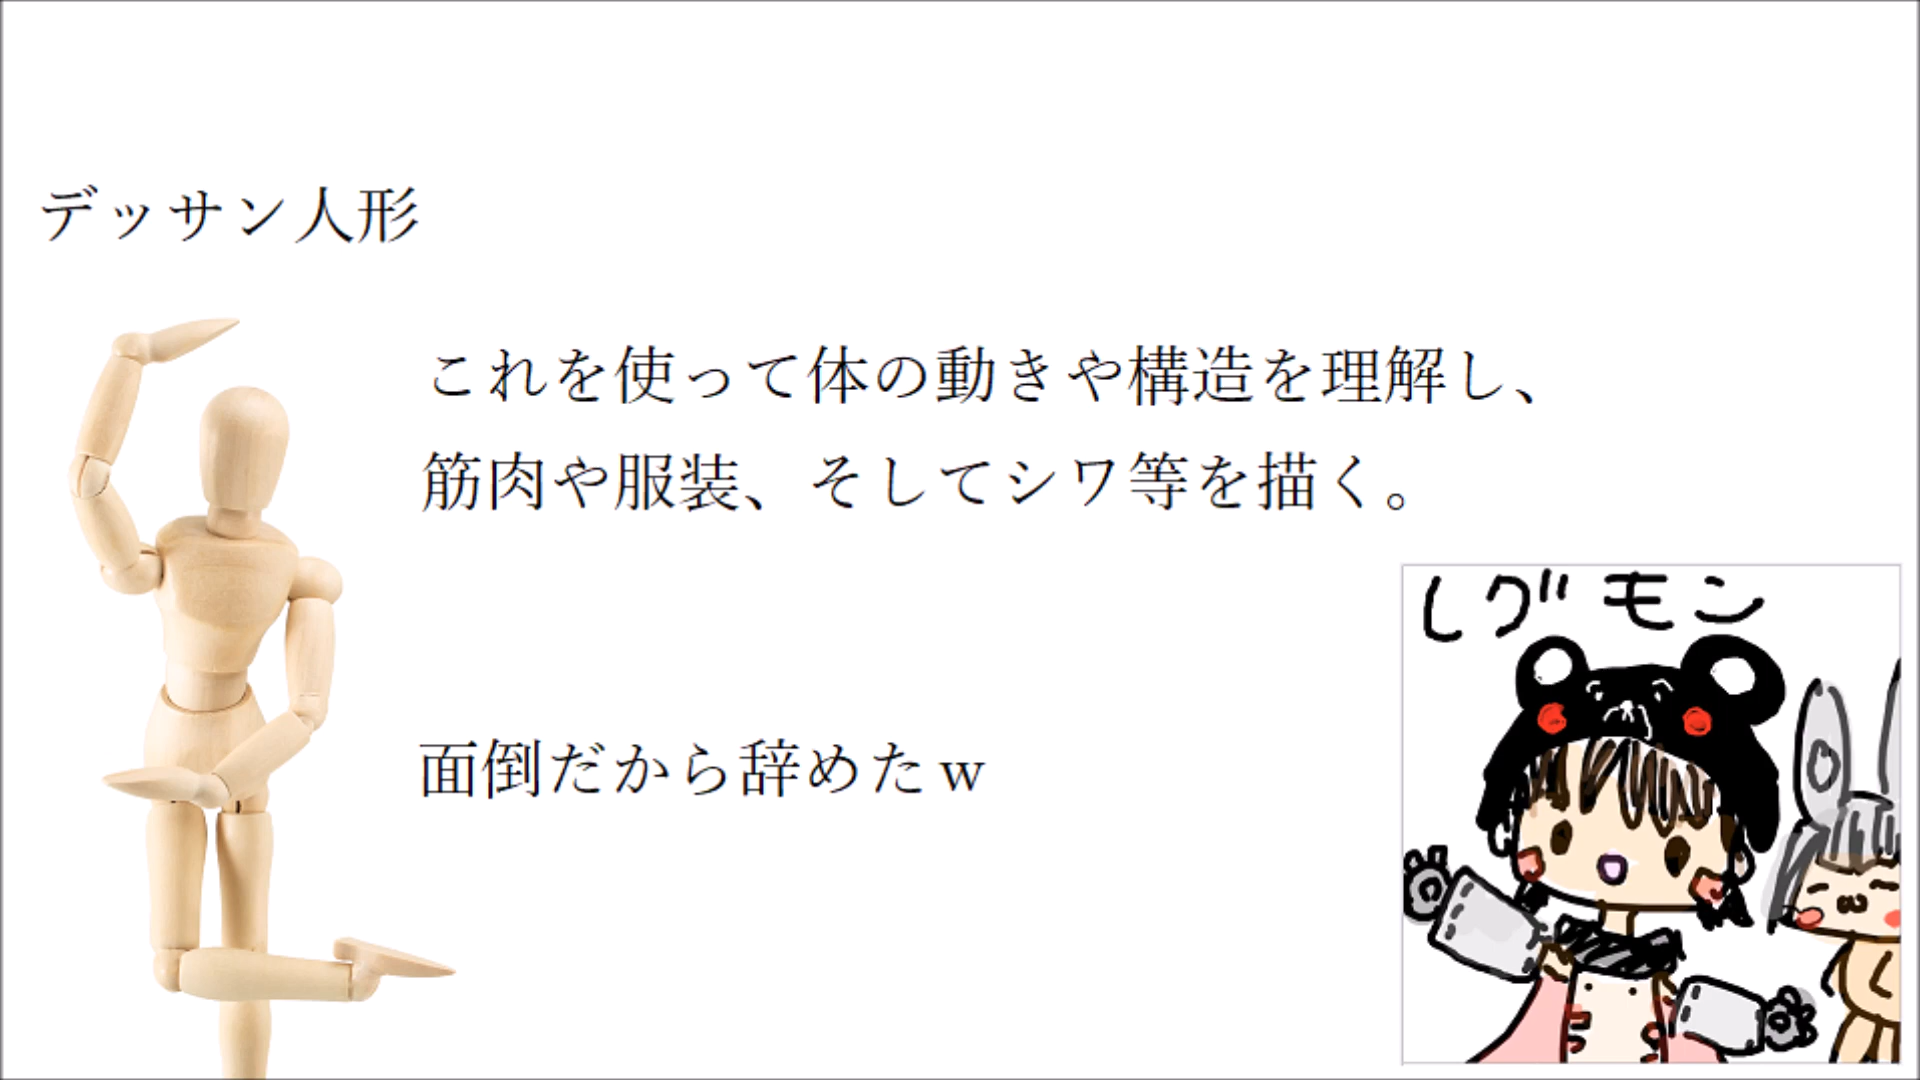 デッサン人形
これを使って体の動きや構造を理解し、
筋肉や服装、そしてシワ等を描く。
レグモン
面倒だから辞めたｗ